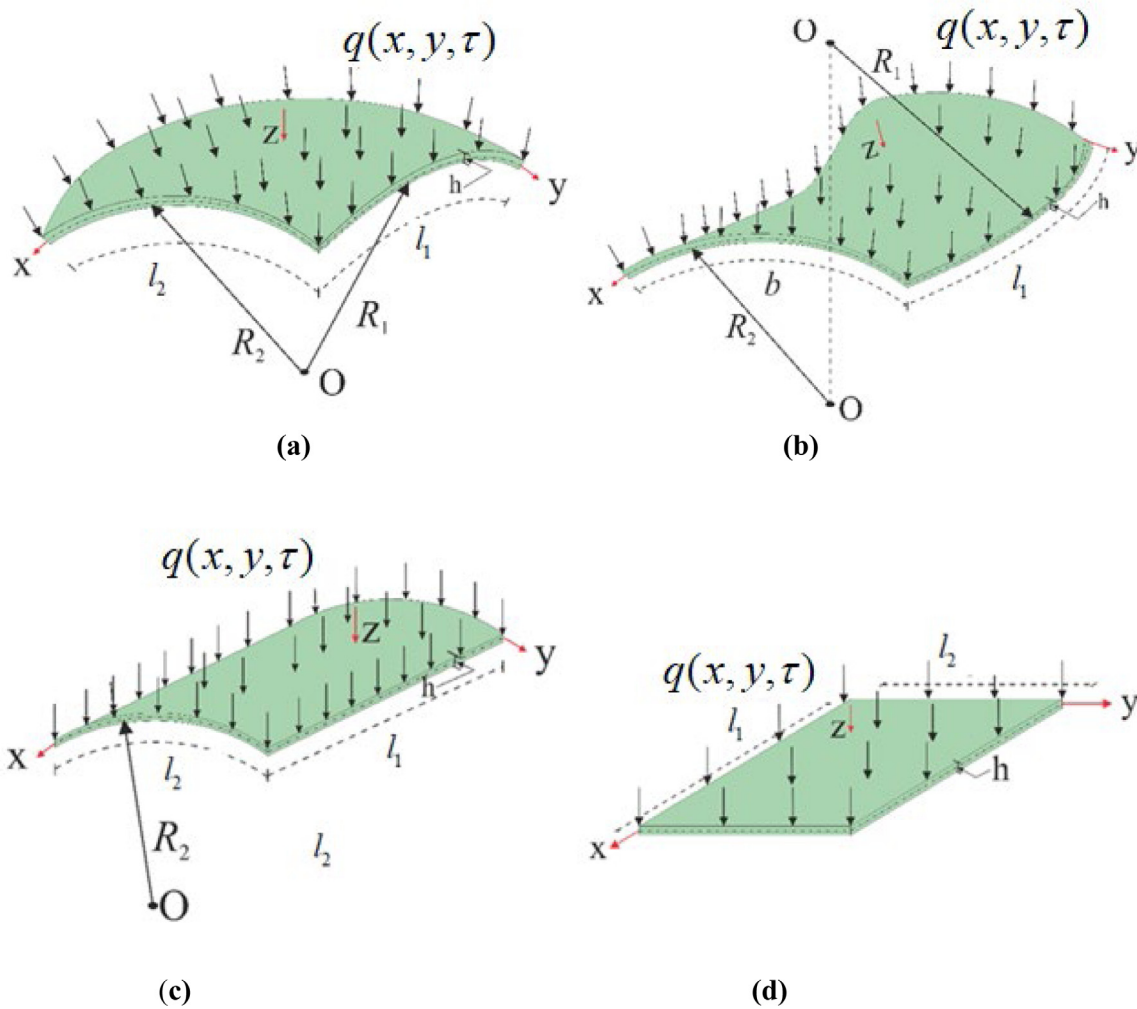 q(x, y, τ)
z
h
y
x
l₂
l₁
R₂
R₁
O
(a)
O
q(x, y, τ)
R₁
z
y
h
x
b
l₁
R₂
O
(b)
q(x, y, τ)
z
y
h
x
l₂
l₁
R₂
l₂
O
(c)
l₂
q(x, y, τ)
l₁
y
z
h
x
(d)